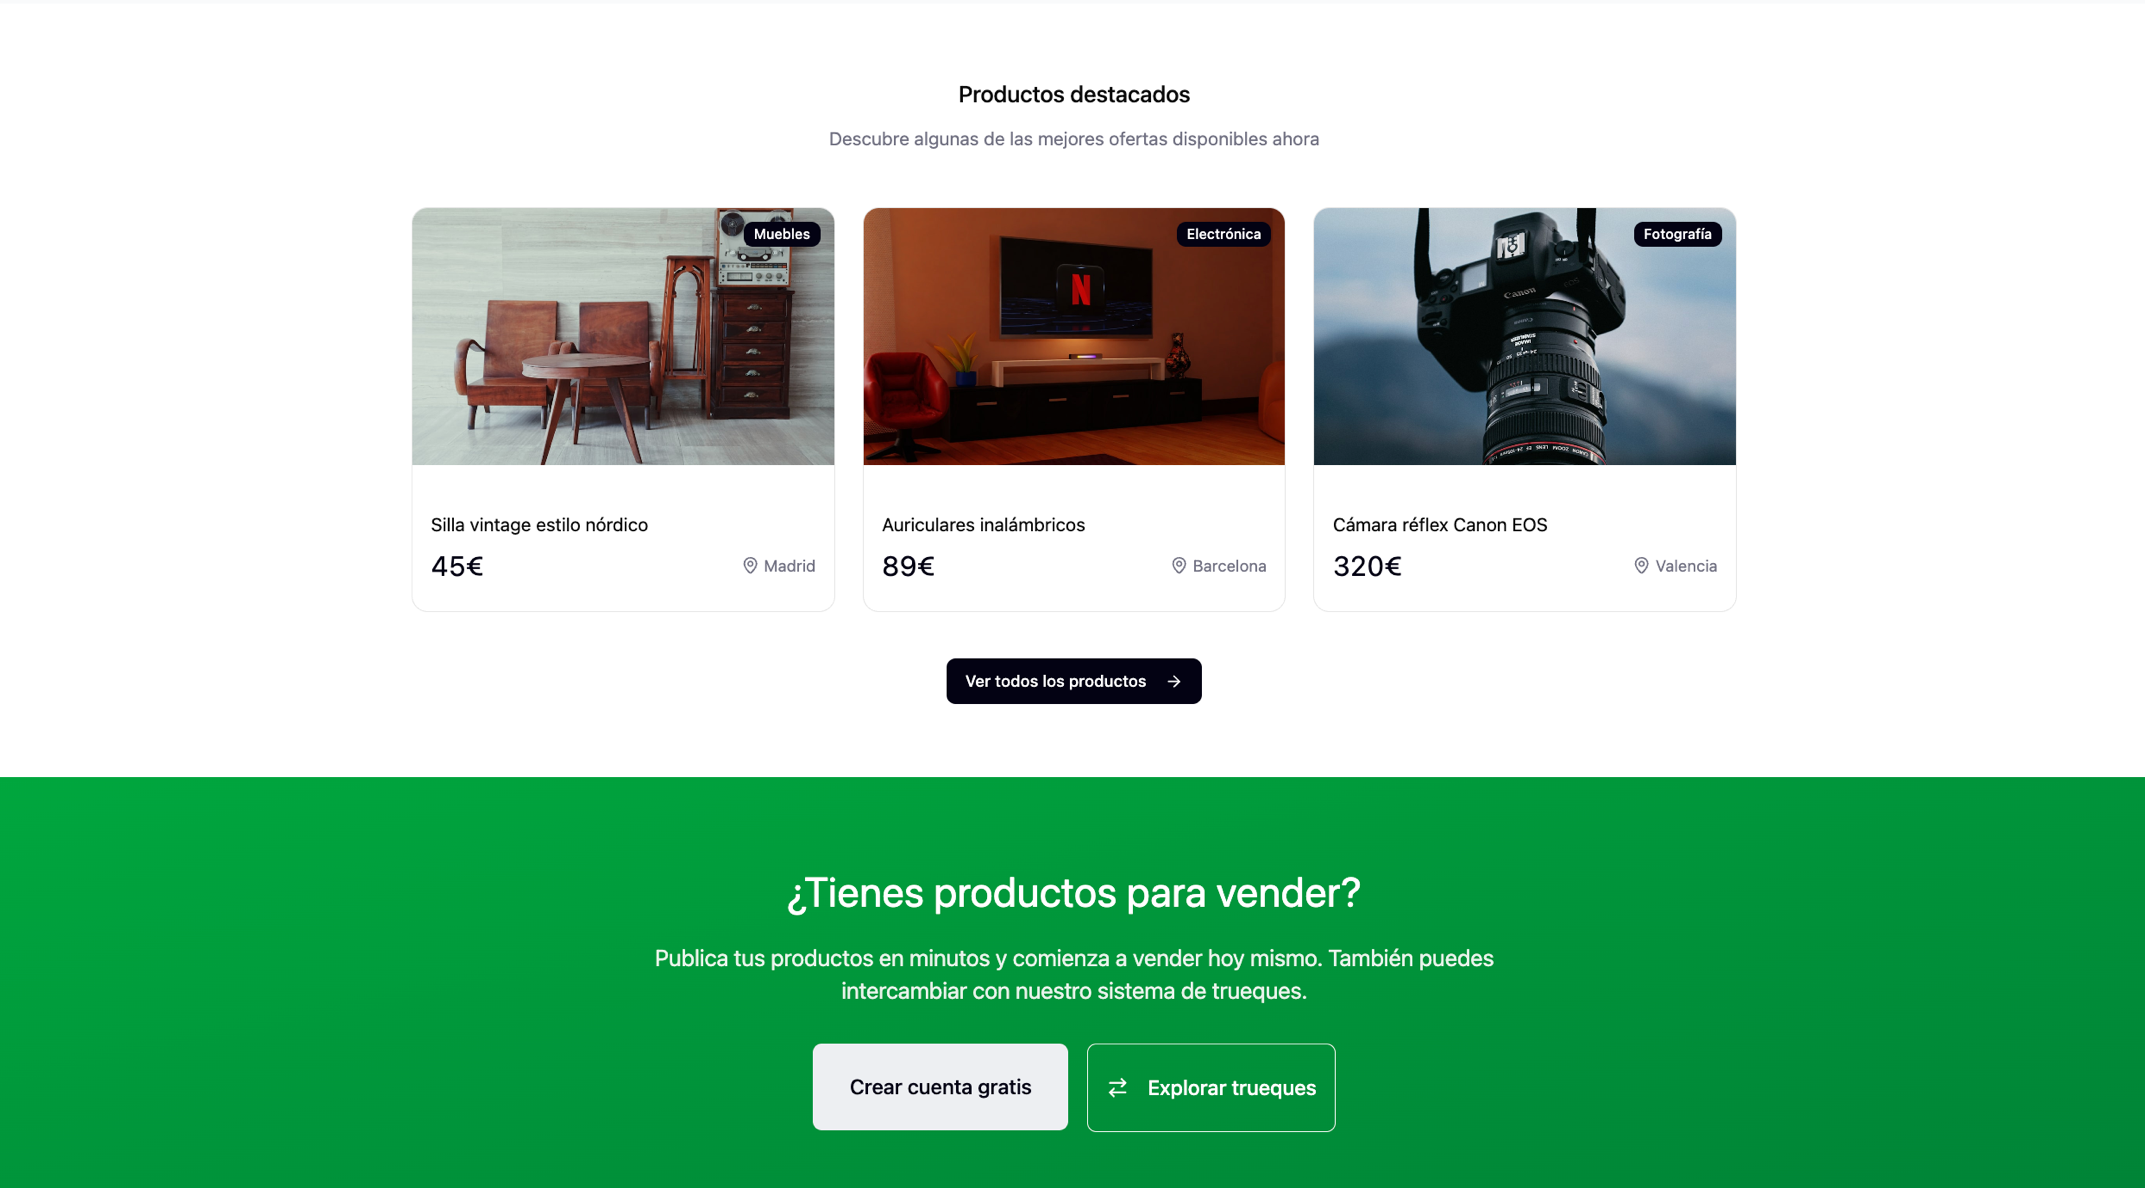 Productos destacados
Descubre algunas de las mejores ofertas disponibles ahora
Muebles
Electrónica
Fotografía
N
Canon
Silla vintage estilo nórdico
45€
Madrid
Auriculares inalámbricos
89€
Barcelona
Cámara réflex Canon EOS
320€
Valencia
Ver todos los productos
¿Tienes productos para vender?
Publica tus productos en minutos y comienza a vender hoy mismo. También puedes
intercambiar con nuestro sistema de trueques.
Crear cuenta gratis
Explorar trueques